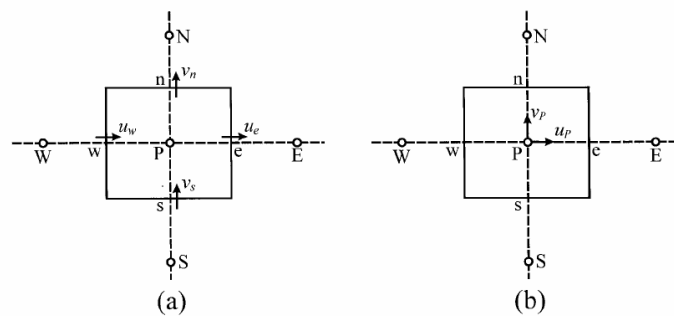 N N
n v_n n
v_P
u_w u_e u_P
W w P e E W w P e E
v_s
s s
S S
(a) (b)